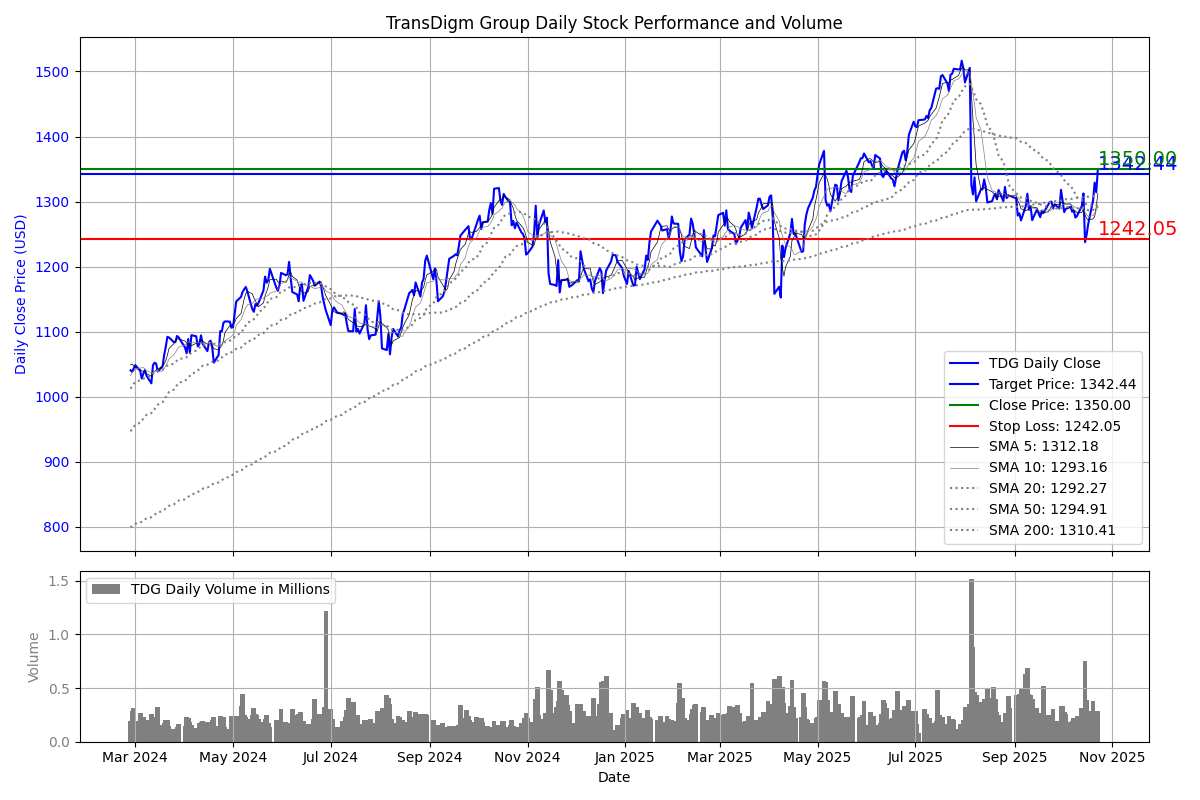 TransDigm Group Daily Stock Performance and Volume
1500
1400
1300
1200
1100
1000
900
800
Daily Close Price (USD)
1350.00
1342.44
1242.05
TDG Daily Close
Target Price: 1342.44
Close Price: 1350.00
Stop Loss: 1242.05
SMA 5: 1312.18
SMA 10: 1293.16
SMA 20: 1292.27
SMA 50: 1294.91
SMA 200: 1310.41
TDG Daily Volume in Millions
1.5
1.0
0.5
0.0
Volume
Mar 2024 May 2024 Jul 2024 Sep 2024 Nov 2024 Jan 2025 Mar 2025 May 2025 Jul 2025 Sep 2025 Nov 2025
Date